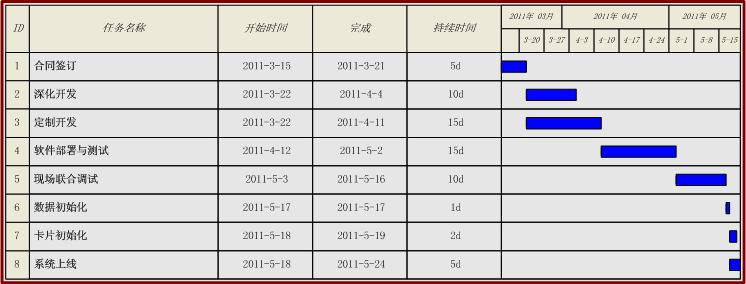 ID 任务名称 开始时间 完成 持续时间 2011年 03月 2011年 04月 2011年 05月
3-20 3-27 4-3 4-10 4-17 4-24 5-1 5-8 5-15
1 合同签订 2011-3-15 2011-3-21 5d
2 深化开发 2011-3-22 2011-4-4 10d
3 定制开发 2011-3-22 2011-4-11 15d
4 软件部署与测试 2011-4-12 2011-5-2 15d
5 现场联合调试 2011-5-3 2011-5-16 10d
6 数据初始化 2011-5-17 2011-5-17 1d
7 卡片初始化 2011-5-18 2011-5-19 2d
8 系统上线 2011-5-18 2011-5-24 5d